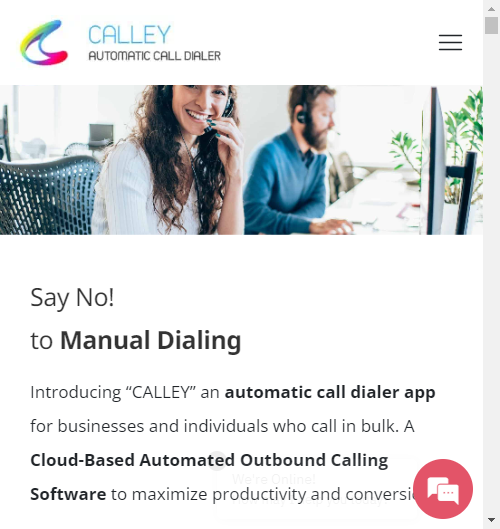 CALLEY
AUTOMATIC CALL DIALER
Say No!
to Manual Dialing
Introducing “CALLEY” an automatic call dialer app
for businesses and individuals who call in bulk. A
Cloud-Based Automated Outbound Calling
We're Online!
Software to maximize productivity and conversi